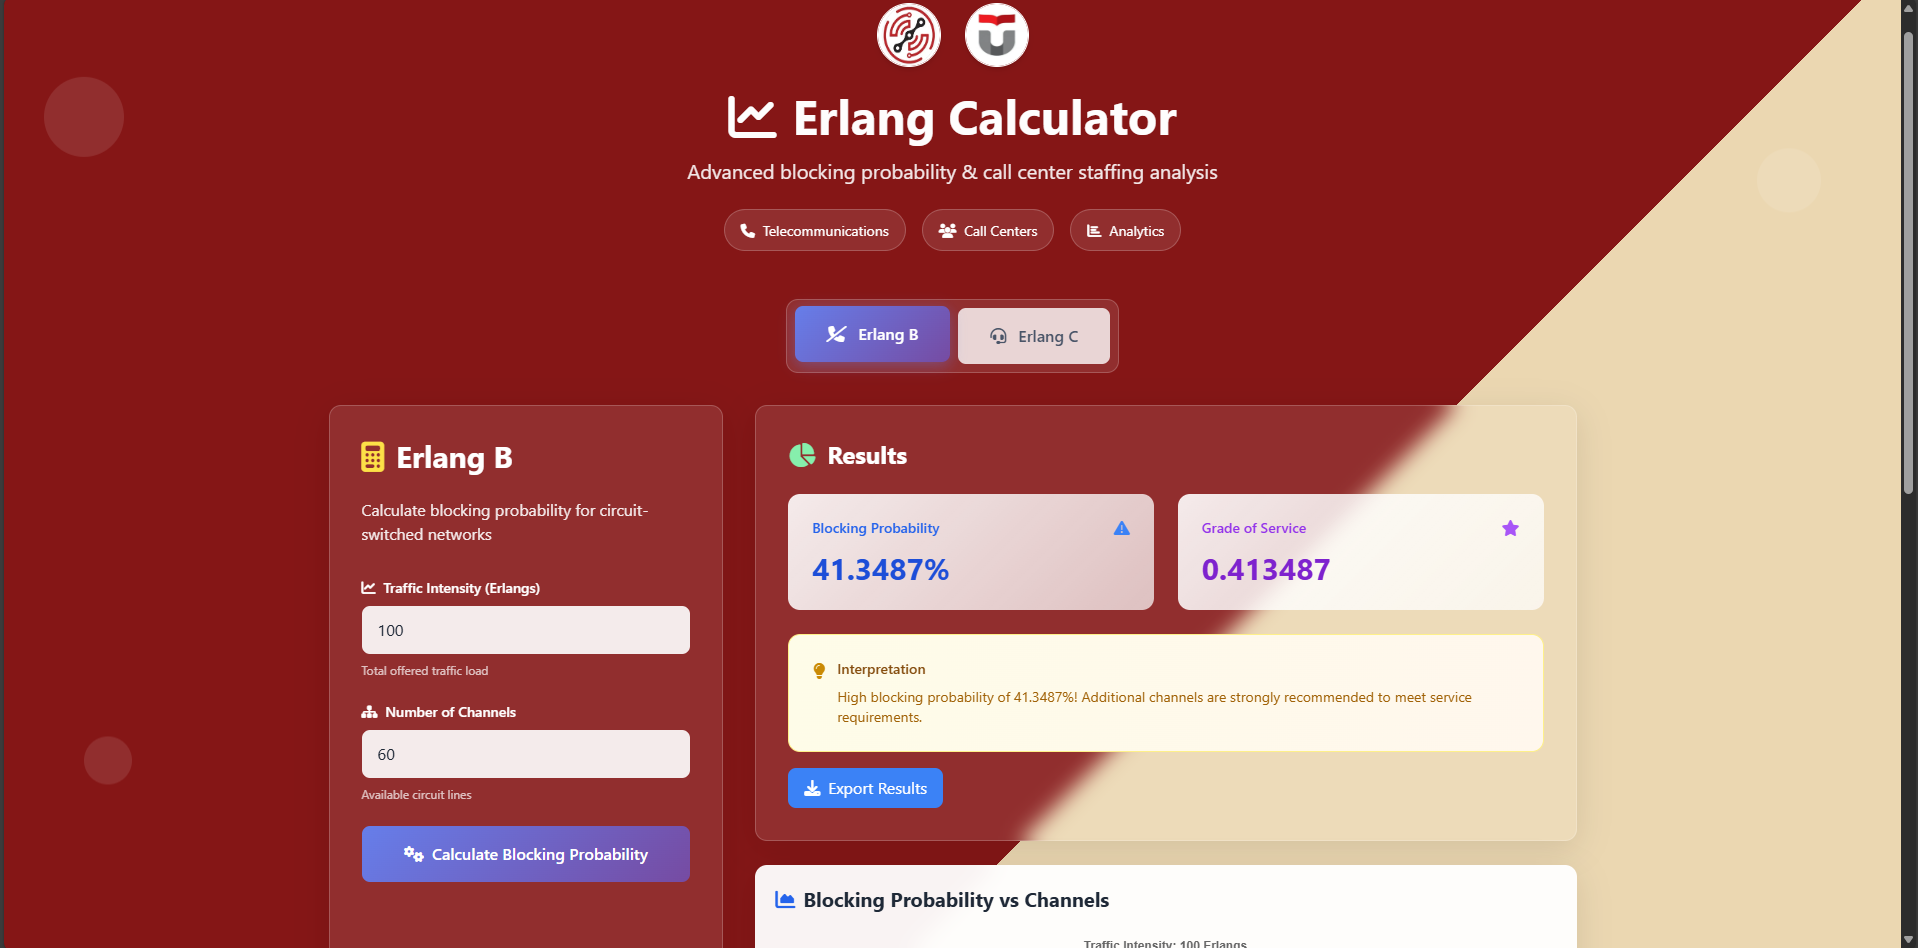 Erlang Calculator
Advanced blocking probability & call center staffing analysis
Telecommunications
Call Centers
Analytics
Erlang B
Erlang C
Erlang B
Calculate blocking probability for circuit-
switched networks
Traffic Intensity (Erlangs)
100
Total offered traffic load
Number of Channels
60
Available circuit lines
Calculate Blocking Probability
Results
Blocking Probability
41.3487%
Grade of Service
0.413487
Interpretation
High blocking probability of 41.3487%! Additional channels are strongly recommended to meet service
requirements.
Export Results
Blocking Probability vs Channels
Traffic Intensity: 100 Erlangs